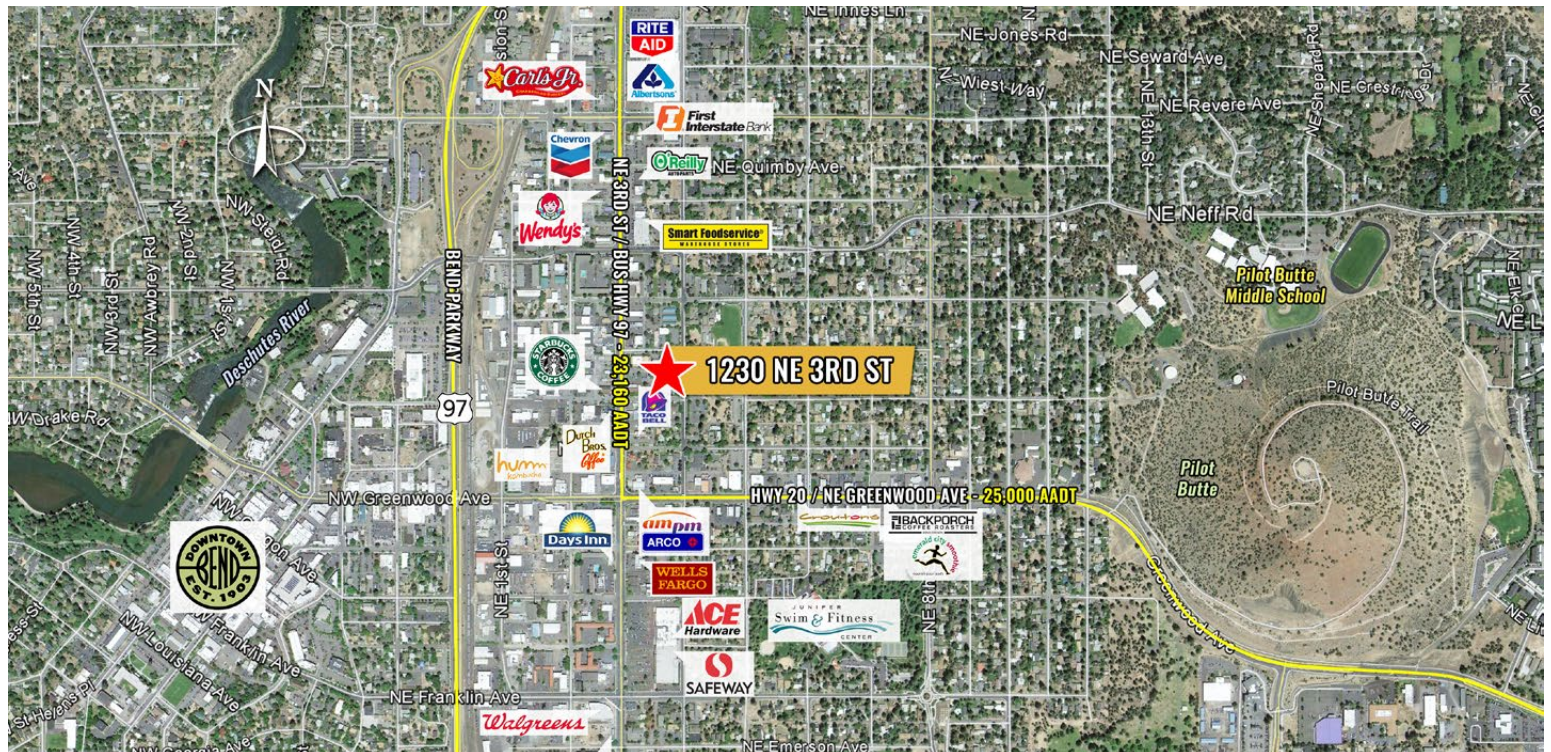 NE Innes Ln
RITE
AID
NE Jones Rd
NE Seward Ave
NE Shepard Rd
Carl's Jr.
Albertsons
Wiest Way
NE Revere Ave
NE 13th St
N
First
Interstate Bank
Chevron
O'Reilly
AUTO PARTS
NE Quimby Ave
NE Neff Rd
Wendy's
Smart Foodservice®
WAREHOUSE STORES
NW Steidl Rd
NW 5th St
NW 4th St
NW 3rd St
NW Awbrey Rd
NW 2nd St
NW 1st St
BEND PARKWAY
NE 3RD ST / BUS HWY 97 - 23,160 AADT
Pilot Butte
Middle School
Deschutes River
STARBUCKS
COFFEE
1230 NE 3RD ST
TACO
BELL
97
NW Drake Rd
Pilot Butte Trail
Dutch
Bros.
Coffee
humm
kombucha
Pilot
Butte
NW Greenwood Ave
HWY 20 / NE GREENWOOD AVE - 25,000 AADT
Days Inn
ampm
ARCO
Croutons
BACKPORCH
COFFEE ROASTERS
emerald city smoothie
DOWNTOWN
BEND
EST. 1903
NE 1st St
WELLS
FARGO
ACE
Hardware
JUNIPER
Swim & Fitness
CENTER
NE 8th
Greenwood Ave
NW Franklin Ave
NW Louisiana Ave
SAFEWAY
NE Franklin Ave
Walgreens
NW Georgia Ave
NE Emerson Ave